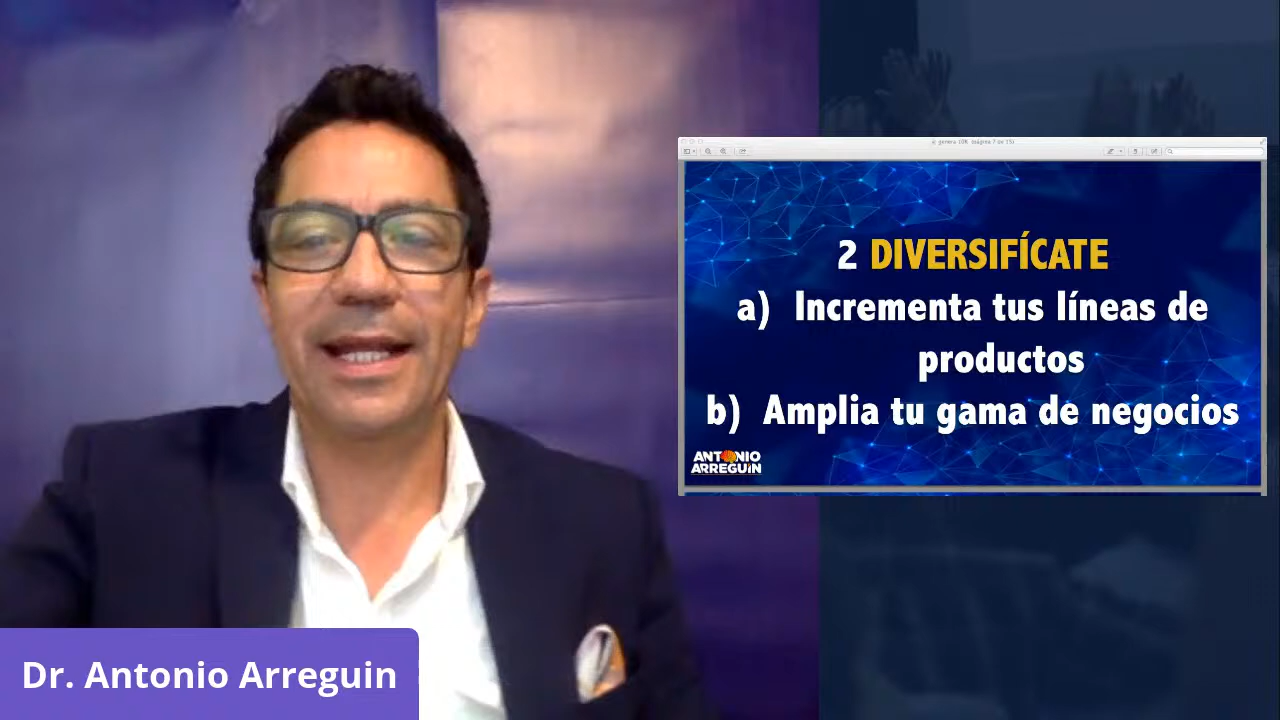 2 DIVERSIFÍCATE
a) Incrementa tus líneas de
productos
b) Amplia tu gama de negocios
ANTONIO
ARREGUIN
Dr. Antonio Arreguin